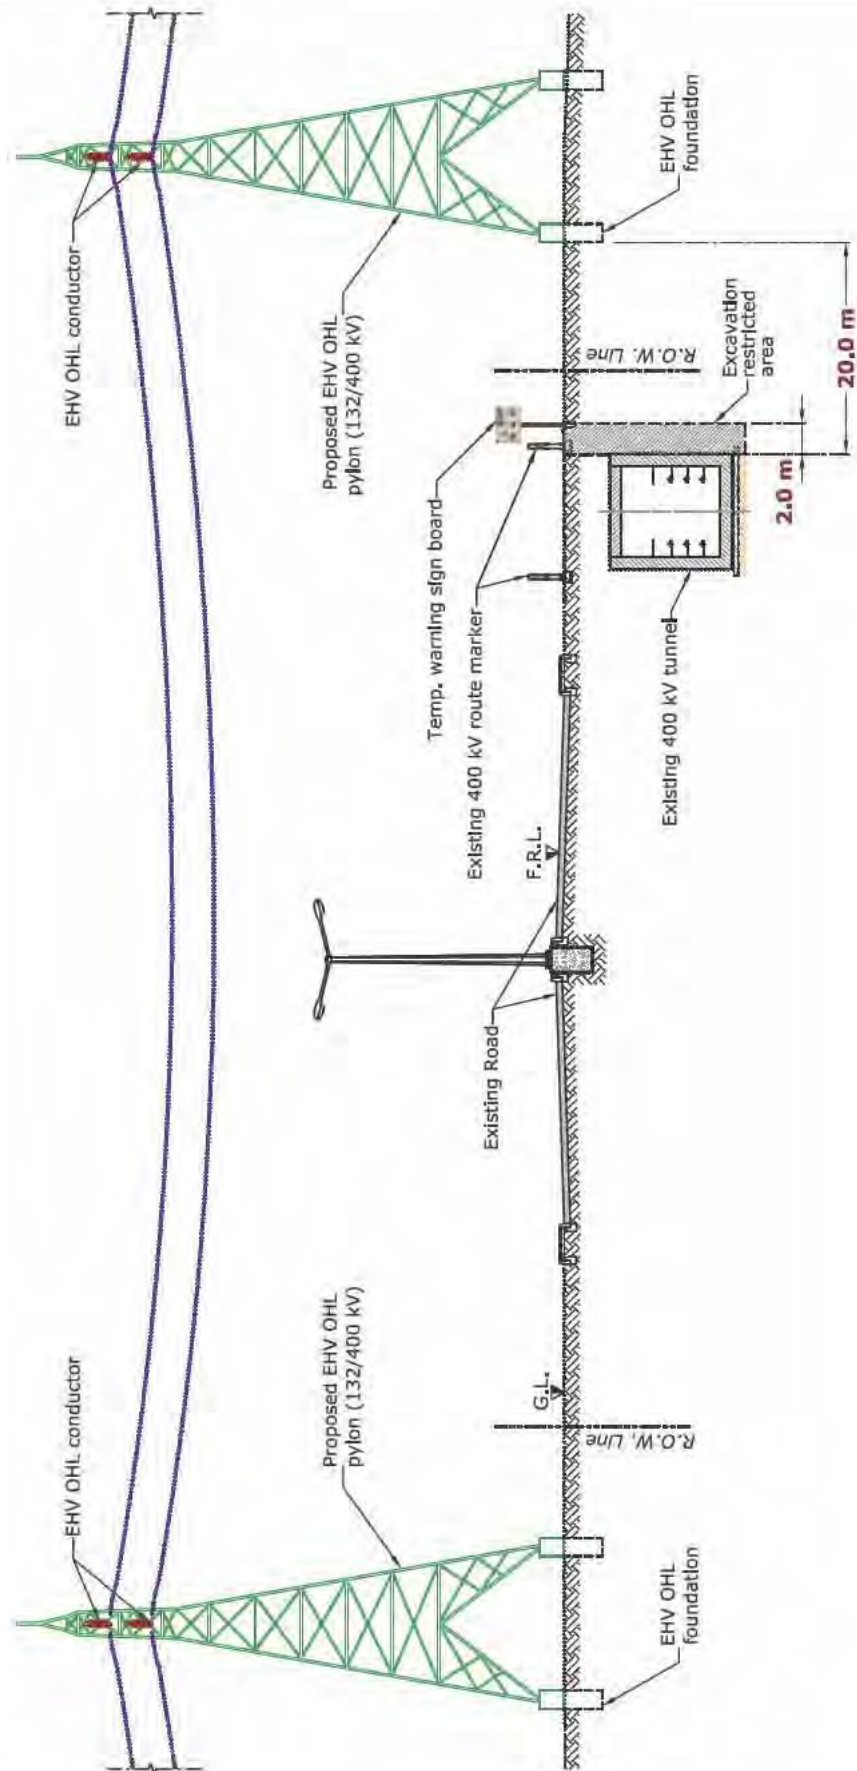 EHV OHL conductor
EHV OHL conductor
Proposed EHV OHL
pylon (132/400 kV)
Proposed EHV OHL
pylon (132/400 kV)
Temp. warning sign board
Existing 400 kV route marker
Existing Road
F.R.L.
G.L.
R.O.W. Line
R.O.W. Line
EHV OHL
foundation
Existing 400 kV tunnel
Excavation
restricted
area
EHV OHL
foundation
2.0 m
20.0 m